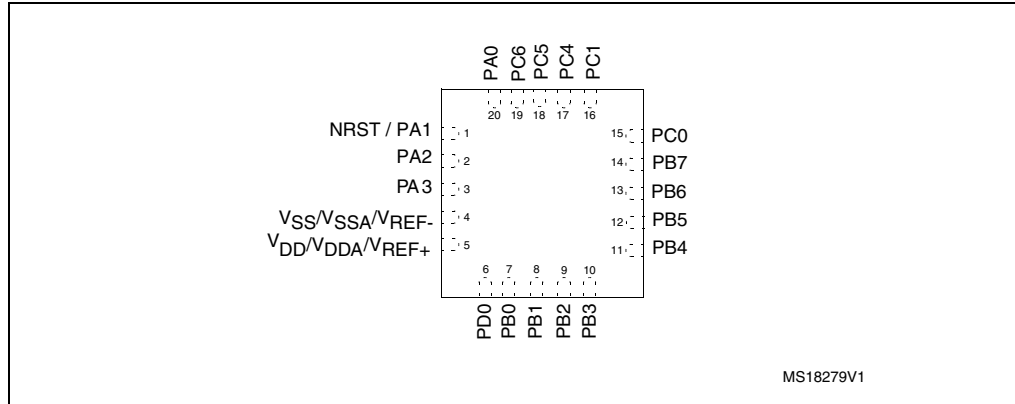 PA0 PC6 PC5 PC4 PC1
20 19 18 17 16
NRST / PA1 1
PA2 2
PA3 3
VSS/VSSA/VREF- 4
VDD/VDDA/VREF+ 5
15 PC0
14 PB7
13 PB6
12 PB5
11 PB4
6 7 8 9 10
PD0 PB0 PB1 PB2 PB3
MS18279V1